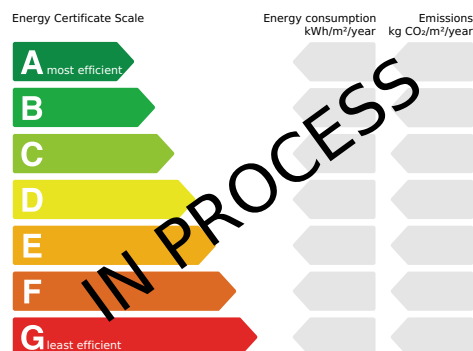 Energy Certificate Scale
Energy consumption
kWh/m²/year
Emissions
kg CO₂/m²/year
A most efficient
B
C
D
E
F
G least efficient
IN PROCESS